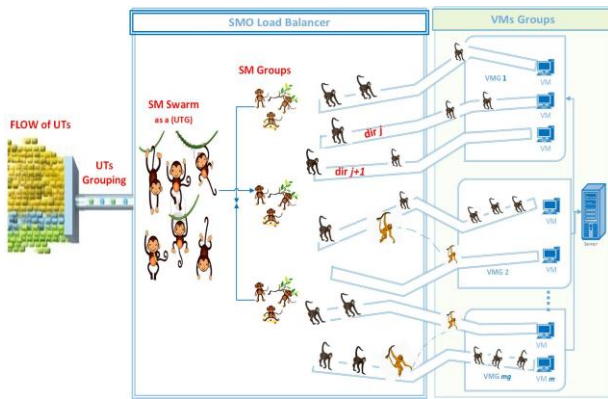 SMO Load Balancer
VMs Groups
FLOW of UTs
UTs
Grouping
SM Swarm
as a (UTG)
SM Groups
dir j
dir j+1
VMG 1
VM
VM
VM
VMG 2
VM
VM
Server
VMG mg
VM
VM m